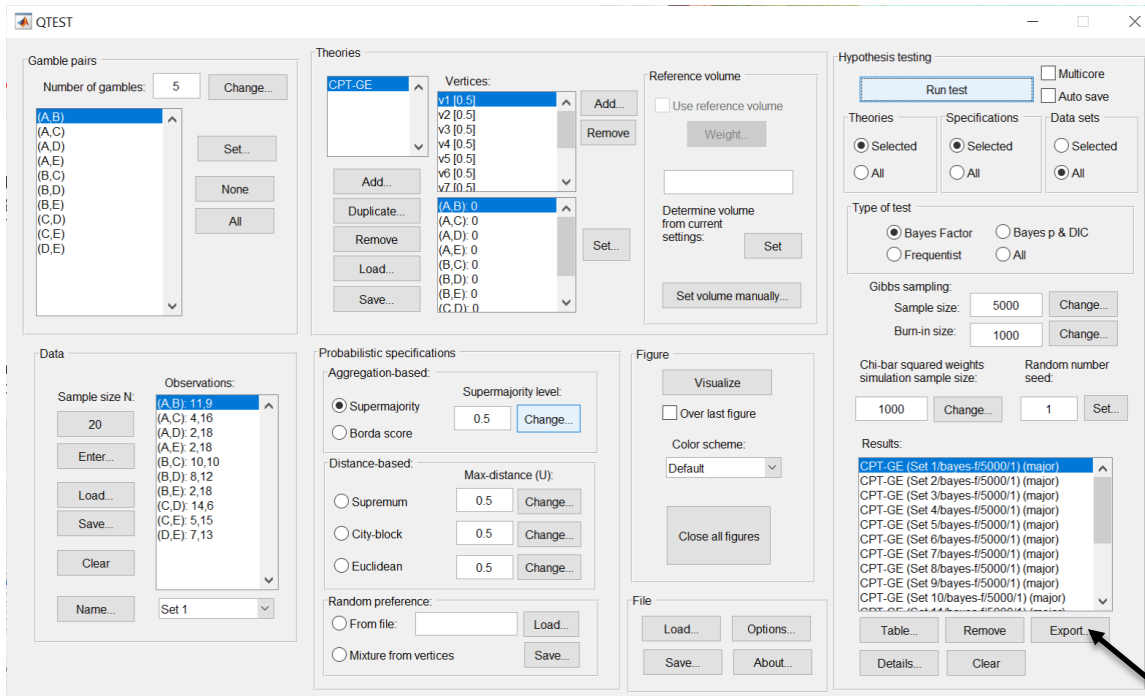 QTEST
Gamble pairs
Number of gambles: 5 Change...
(A,B)
(A,C)
(A,D)
(A,E)
(B,C)
(B,D)
(B,E)
(C,D)
(C,E)
(D,E)
Set...
None
All
Theories
CPT-GE
Add...
Duplicate...
Remove
Load...
Save...
Vertices:
v1 [0.5]
v2 [0.5]
v3 [0.5]
v4 [0.5]
v5 [0.5]
v6 [0.5]
v7 [0.5]
Add...
Remove
(A,B): 0
(A,C): 0
(A,D): 0
(A,E): 0
(B,C): 0
(B,D): 0
(B,E): 0
(C,D): 0
Set...
Reference volume
Use reference volume
Weight...
Determine volume
from current
settings:
Set
Set volume manually...
Hypothesis testing
Run test
Multicore
Auto save
Theories
Selected
All
Specifications
Selected
All
Data sets
Selected
All
Type of test
Bayes Factor Bayes p & DIC
Frequentist All
Gibbs sampling:
Sample size: 5000 Change...
Burn-in size: 1000 Change...
Chi-bar squared weights
simulation sample size:
1000 Change...
Random number
seed:
1 Set...
Results:
CPT-GE (Set 1/bayes-f/5000/1) (major)
CPT-GE (Set 2/bayes-f/5000/1) (major)
CPT-GE (Set 3/bayes-f/5000/1) (major)
CPT-GE (Set 4/bayes-f/5000/1) (major)
CPT-GE (Set 5/bayes-f/5000/1) (major)
CPT-GE (Set 6/bayes-f/5000/1) (major)
CPT-GE (Set 7/bayes-f/5000/1) (major)
CPT-GE (Set 8/bayes-f/5000/1) (major)
CPT-GE (Set 9/bayes-f/5000/1) (major)
CPT-GE (Set 10/bayes-f/5000/1) (major)
CPT-GE (Set 11/bayes-f/5000/1) (major)
Table... Remove Export...
Details... Clear
Data
Sample size N:
20
Enter...
Load...
Save...
Clear
Name... Set 1
Observations:
(A,B): 11,9
(A,C): 4,16
(A,D): 2,18
(A,E): 2,18
(B,C): 10,10
(B,D): 8,12
(B,E): 2,18
(C,D): 14,6
(C,E): 5,15
(D,E): 7,13
Probabilistic specifications
Aggregation-based:
Supermajority level:
Supermajority 0.5 Change...
Borda score
Distance-based:
Max-distance (U):
Supremum 0.5 Change...
City-block 0.5 Change...
Euclidean 0.5 Change...
Random preference:
From file: Load...
Mixture from vertices Save...
Figure
Visualize
Over last figure
Color scheme:
Default
Close all figures
File
Load... Options...
Save... About...